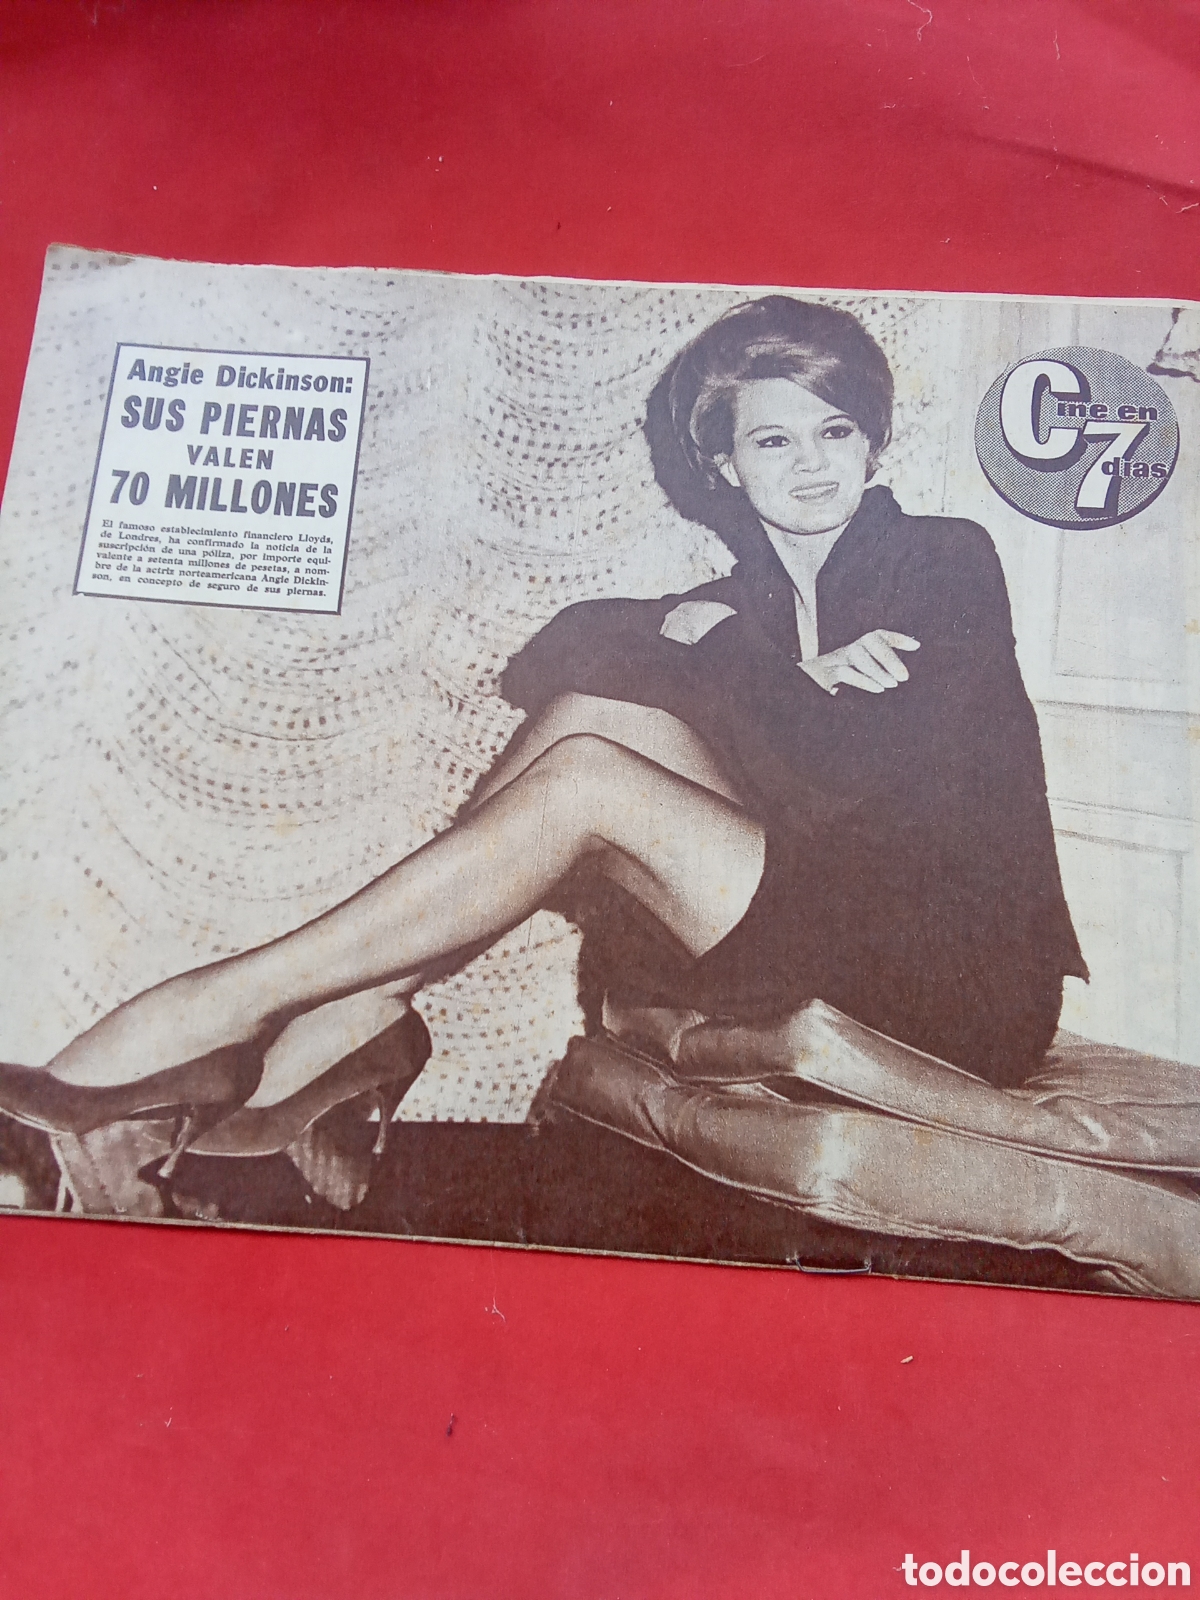 Angie Dickinson:
SUS PIERNAS
VALEN
70 MILLONES
El famoso establecimiento financiero Lloyds,
de Londres, ha confirmado la noticia de la
suscripción de una póliza, por importe equi-
valente a setenta millones de pesetas, a nom-
bre de la actriz norteamericana Angie Dickin-
son, en concepto de seguro de sus piernas.
Cine en
7 días
todocoleccion